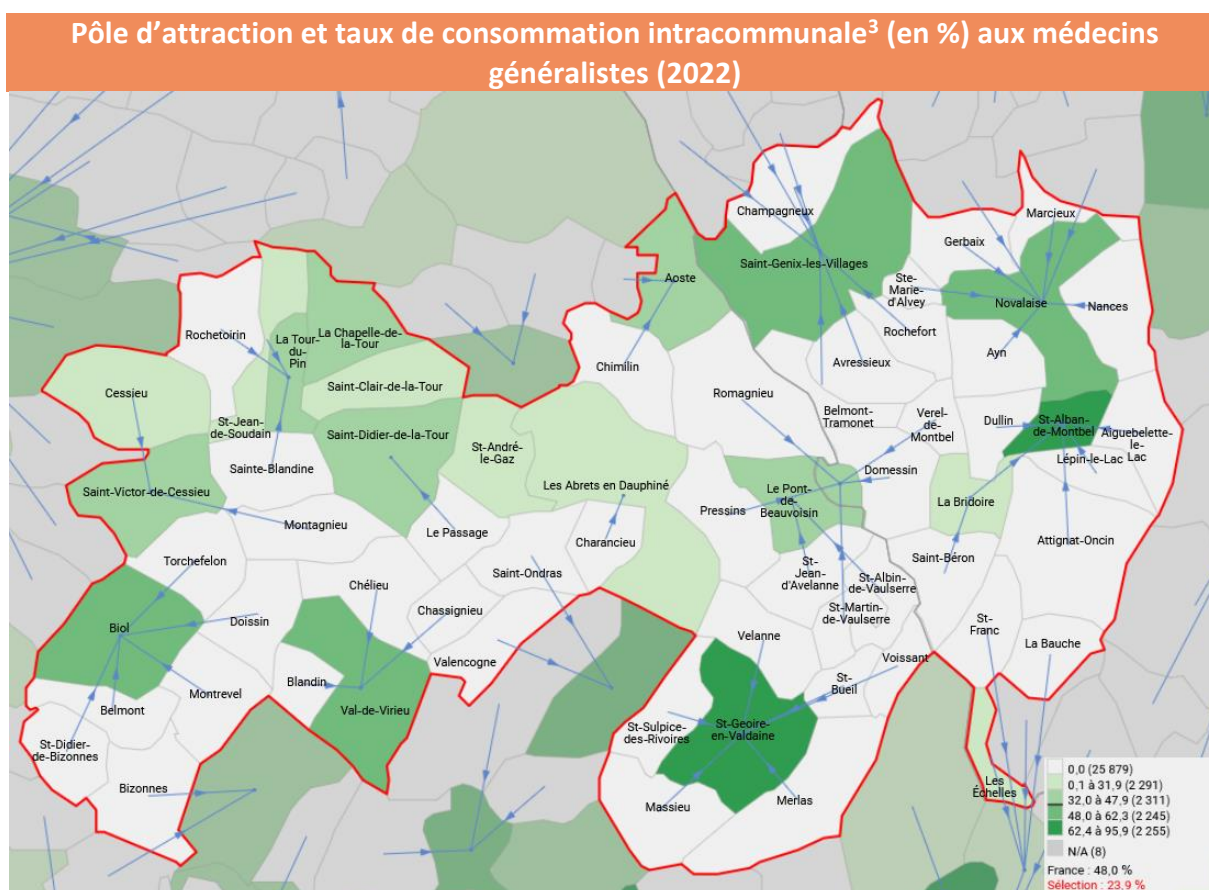 Pôle d’attraction et taux de consommation intracommunale³ (en %) aux médecins
généralistes (2022)
Champagneux
Marcieux
Gerbaix
Saint-Genix-les-Villages
Aoste
Ste-
Marie-
d'Alvey
Novalaise
Nances
Rochefort
Rochetoirin
La Chapelle-de-
la-Tour
La Tour-
du-
Pin
Ayn
Avressieux
Chimilin
Cessieu
Saint-Clair-de-la-Tour
Romagnieu
Belmont-
Tramonet
Verel-
de-
Montbel
Dullin
St-Alban-
de-Montbel
Aiguebelette-
le-
Lac
St-Jean-
de-Soudain
Saint-Didier-de-la-Tour
St-André-
le-Gaz
Lépin-le-Lac
Sainte-Blandine
Domessin
Saint-Victor-de-Cessieu
Les Abrets en Dauphiné
Le Pont-
de-
Beauvoisin
La Bridoire
Pressins
Montagnieu
Le Passage
Charancieu
Attignat-Oncin
Torchefelon
Saint-Béron
St-
Jean-
d'Avelanne
St-Albin-
de-Vaulserre
Saint-Ondras
Chélieu
Chassignieu
St-Martin-
de-Vaulserre
Doissin
Biol
St-
Franc
Velanne
La Bauche
Valencogne
Voissant
Blandin
Montrevel
St-
Bueil
Belmont
Val-de-Virieu
St-Sulpice-
des-Rivoires
St-Geoire-
en-Valdaine
St-Didier-
de-Bizonnes
Bizonnes
Massieu
Merlas
Les
Échelles
0,0 (25 879)
0,1 à 31,9 (2 291)
32,0 à 47,9 (2 311)
48,0 à 62,3 (2 245)
62,4 à 95,9 (2 255)
N/A (8)
France : 48,0 %
Sélection : 23,9 %